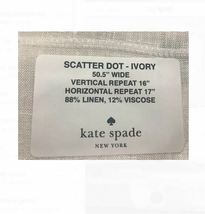 SCATTER DOT - IVORY
50.5" WIDE
VERTICAL REPEAT 16"
HORIZONTAL REPEAT 17"
88% LINEN, 12% VISCOSE
kate spade
NEW YORK